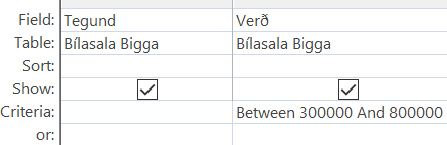 Field: Tegund Verð
Table: Bílasala Bigga Bílasala Bigga
Sort:
Show:
Criteria: Between 300000 And 800000
or: